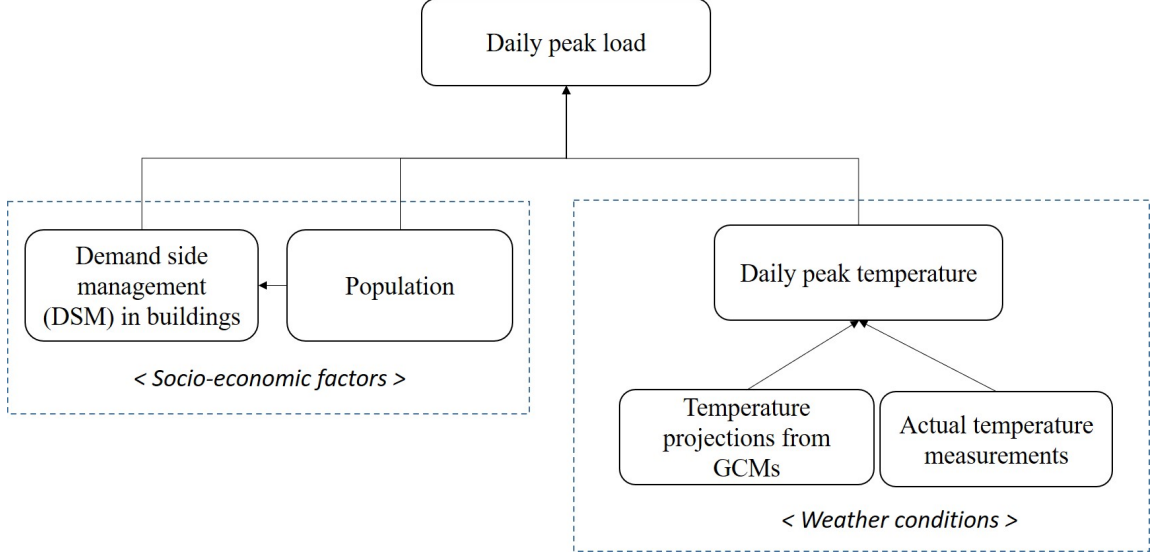 Daily peak load
Demand side
management
(DSM) in buildings
Population
< Socio-economic factors >
Daily peak temperature
Temperature
projections from
GCMs
Actual temperature
measurements
< Weather conditions >